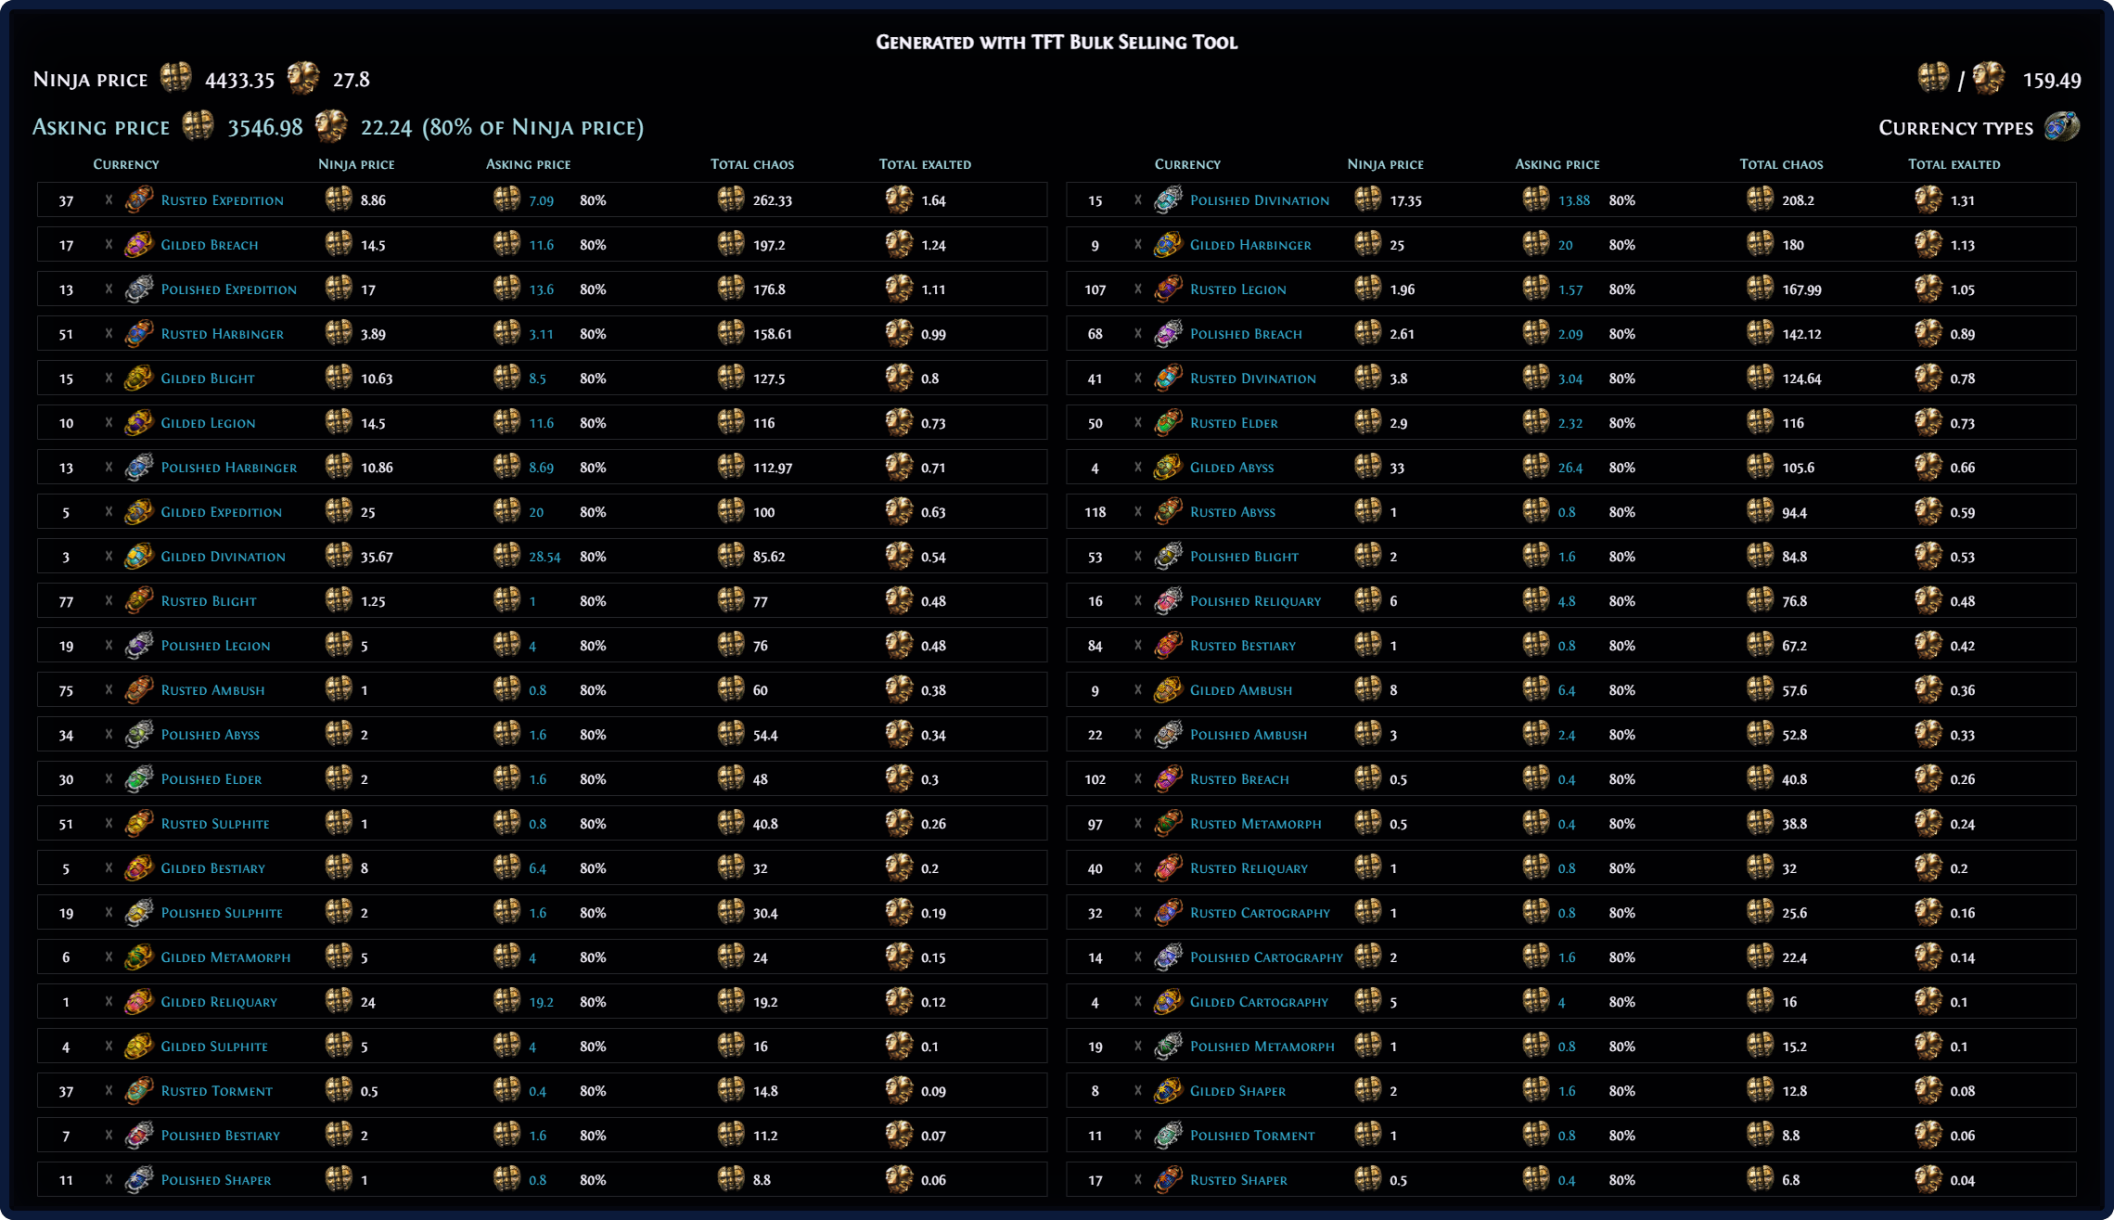 Generated with TFT Bulk Selling Tool
Ninja price 4433.35 27.8 / 159.49
Asking price 3546.98 22.24 (80% of Ninja price) Currency types
Currency Ninja price Asking price Total chaos Total exalted Currency Ninja price Asking price Total chaos Total exalted
37 x Rusted Expedition 8.86 7.09 80% 262.33 1.64 15 x Polished Divination 17.35 13.88 80% 208.2 1.31
17 x Gilded Breach 14.5 11.6 80% 197.2 1.24 9 x Gilded Harbinger 25 20 80% 180 1.13
13 x Polished Expedition 17 13.6 80% 176.8 1.11 107 x Rusted Legion 1.96 1.57 80% 167.99 1.05
51 x Rusted Harbinger 3.89 3.11 80% 158.61 0.99 68 x Polished Breach 2.61 2.09 80% 142.12 0.89
15 x Gilded Blight 10.63 8.5 80% 127.5 0.8 41 x Rusted Divination 3.8 3.04 80% 124.64 0.78
10 x Gilded Legion 14.5 11.6 80% 116 0.73 50 x Rusted Elder 2.9 2.32 80% 116 0.73
13 x Polished Harbinger 10.86 8.69 80% 112.97 0.71 4 x Gilded Abyss 33 26.4 80% 105.6 0.66
5 x Gilded Expedition 25 20 80% 100 0.63 118 x Rusted Abyss 1 0.8 80% 94.4 0.59
3 x Gilded Divination 35.67 28.54 80% 85.62 0.54 53 x Polished Blight 2 1.6 80% 84.8 0.53
77 x Rusted Blight 1.25 1 80% 77 0.48 16 x Polished Reliquary 6 4.8 80% 76.8 0.48
19 x Polished Legion 5 4 80% 76 0.48 84 x Rusted Bestiary 1 0.8 80% 67.2 0.42
75 x Rusted Ambush 1 0.8 80% 60 0.38 9 x Gilded Ambush 8 6.4 80% 57.6 0.36
34 x Polished Abyss 2 1.6 80% 54.4 0.34 22 x Polished Ambush 3 2.4 80% 52.8 0.33
30 x Polished Elder 2 1.6 80% 48 0.3 102 x Rusted Breach 0.5 0.4 80% 40.8 0.26
51 x Rusted Sulphite 1 0.8 80% 40.8 0.26 97 x Rusted Metamorph 0.5 0.4 80% 38.8 0.24
5 x Gilded Bestiary 8 6.4 80% 32 0.2 40 x Rusted Reliquary 1 0.8 80% 32 0.2
19 x Polished Sulphite 2 1.6 80% 30.4 0.19 32 x Rusted Cartography 1 0.8 80% 25.6 0.16
6 x Gilded Metamorph 5 4 80% 24 0.15 14 x Polished Cartography 2 1.6 80% 22.4 0.14
1 x Gilded Reliquary 24 19.2 80% 19.2 0.12 4 x Gilded Cartography 5 4 80% 16 0.1
4 x Gilded Sulphite 5 4 80% 16 0.1 19 x Polished Metamorph 1 0.8 80% 15.2 0.1
37 x Rusted Torment 0.5 0.4 80% 14.8 0.09 8 x Gilded Shaper 2 1.6 80% 12.8 0.08
7 x Polished Bestiary 2 1.6 80% 11.2 0.07 11 x Polished Torment 1 0.8 80% 8.8 0.06
11 x Polished Shaper 1 0.8 80% 8.8 0.06 17 x Rusted Shaper 0.5 0.4 80% 6.8 0.04